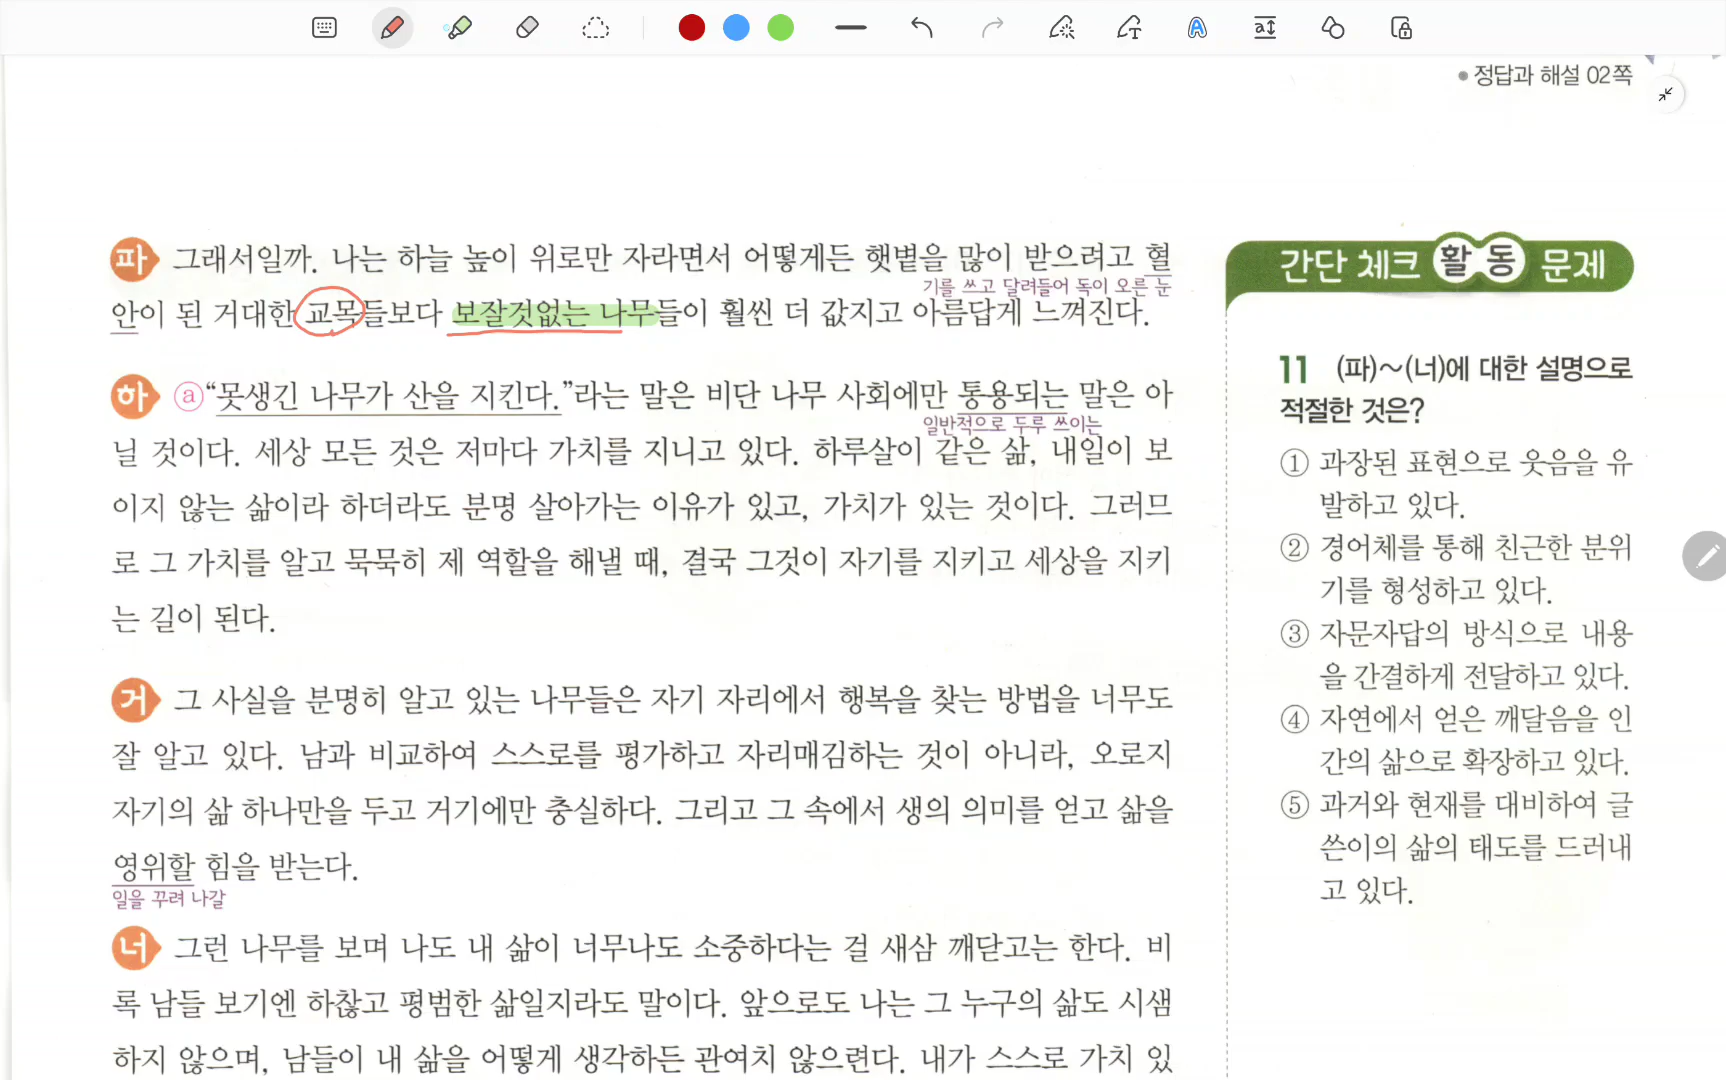 정답과 해설 02쪽
파 그래서일까. 나는 하늘 높이 위로만 자라면서 어떻게든 햇볕을 많이 받으려고 혈
기를 쓰고 달려들어 독이 오른 눈
안이 된 거대한 교목들보다 보잘것없는 나무들이 훨씬 더 값지고 아름답게 느껴진다.
하 ⓐ“못생긴 나무가 산을 지킨다.”라는 말은 비단 나무 사회에만 통용되는 말은 아
일반적으로 두루 쓰이는
닐 것이다. 세상 모든 것은 저마다 가치를 지니고 있다. 하루살이 같은 삶, 내일이 보
이지 않는 삶이라 하더라도 분명 살아가는 이유가 있고, 가치가 있는 것이다. 그러므
로 그 가치를 알고 묵묵히 제 역할을 해낼 때, 결국 그것이 자기를 지키고 세상을 지키
는 길이 된다.
거 그 사실을 분명히 알고 있는 나무들은 자기 자리에서 행복을 찾는 방법을 너무도
잘 알고 있다. 남과 비교하여 스스로를 평가하고 자리매김하는 것이 아니라, 오로지
자기의 삶 하나만을 두고 거기에만 충실하다. 그리고 그 속에서 생의 의미를 얻고 삶을
영위할 힘을 받는다.
일을 꾸려 나갈
너 그런 나무를 보며 나도 내 삶이 너무나도 소중하다는 걸 새삼 깨닫고는 한다. 비
록 남들 보기엔 하찮고 평범한 삶일지라도 말이다. 앞으로도 나는 그 누구의 삶도 시샘
하지 않으며, 남들이 내 삶을 어떻게 생각하든 관여치 않으련다. 내가 스스로 가치 있
간단 체크 활동 문제
11 (파)～(너)에 대한 설명으로
적절한 것은?
① 과장된 표현으로 웃음을 유
발하고 있다.
② 경어체를 통해 친근한 분위
기를 형성하고 있다.
③ 자문자답의 방식으로 내용
을 간결하게 전달하고 있다.
④ 자연에서 얻은 깨달음을 인
간의 삶으로 확장하고 있다.
⑤ 과거와 현재를 대비하여 글
쓴이의 삶의 태도를 드러내
고 있다.